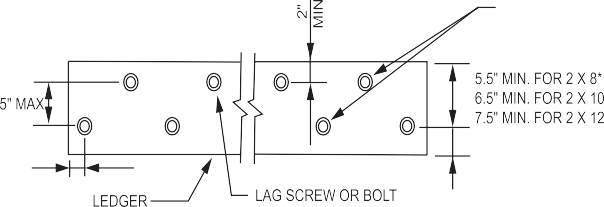 2"
MIN
5" MAX
5.5" MIN. FOR 2 X 8*
6.5" MIN. FOR 2 X 10
7.5" MIN. FOR 2 X 12
LEDGER
LAG SCREW OR BOLT